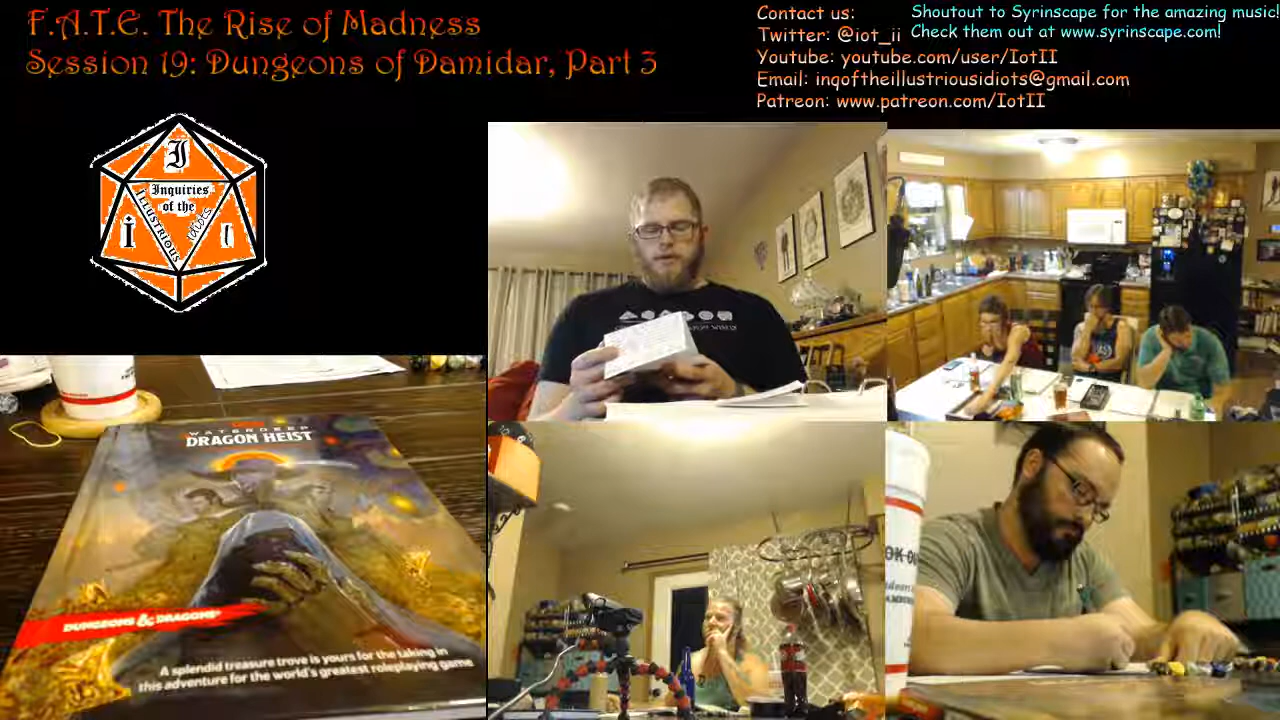 F.A.T.E. The Rise of Madness
Session 19: Dungeons of Damidar, Part 3
Contact us:
Twitter: @iot_ii
Youtube: youtube.com/user/IotII
Email: inqoftheillustriousidiots@gmail.com
Patreon: www.patreon.com/IotII
Shoutout to Syrinscape for the amazing music!
Check them out at www.syrinscape.com!
I
Inquiries
of the
ILLUSTRIOUS
idiots
i
I
WATERDEEP
DRAGON HEIST
DUNGEONS & DRAGONS
A splendid treasure trove is yours for the taking in
this adventure for the world's greatest roleplaying game